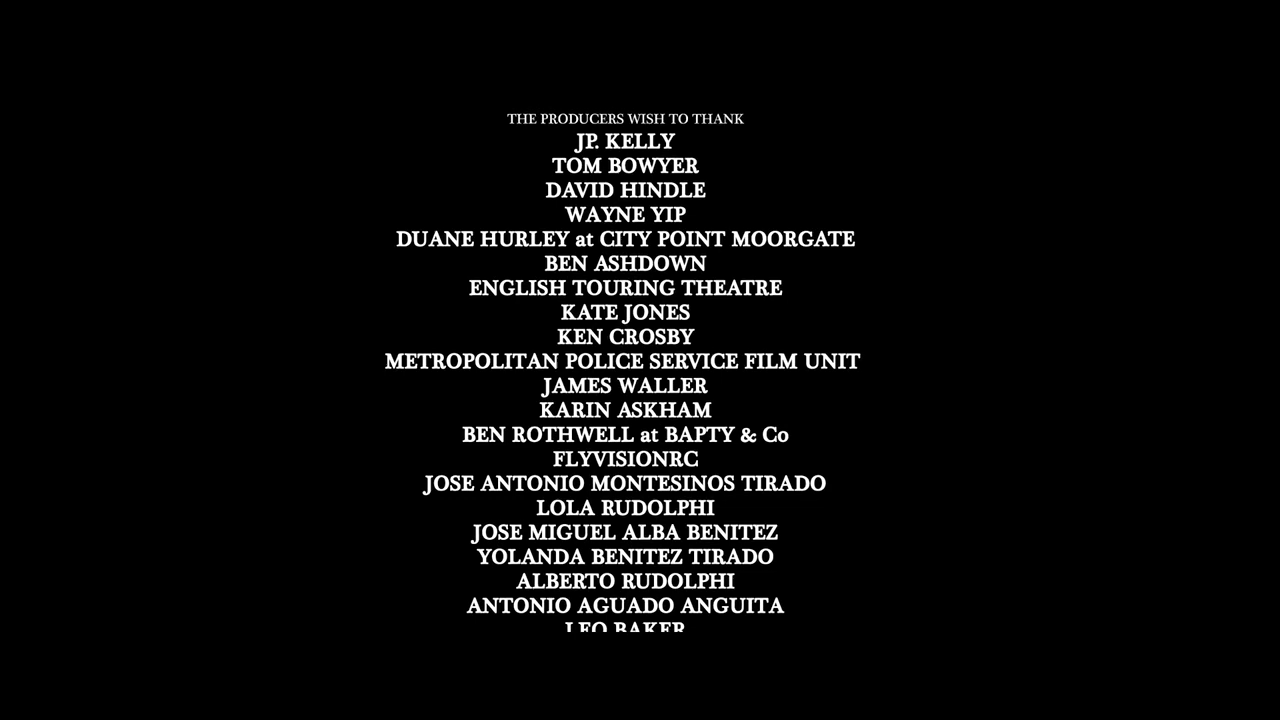 THE PRODUCERS WISH TO THANK
JP. KELLY
TOM BOWYER
DAVID HINDLE
WAYNE YIP
DUANE HURLEY at CITY POINT MOORGATE
BEN ASHDOWN
ENGLISH TOURING THEATRE
KATE JONES
KEN CROSBY
METROPOLITAN POLICE SERVICE FILM UNIT
JAMES WALLER
KARIN ASKHAM
BEN ROTHWELL at BAPTY & Co
FLYVISIONRC
JOSE ANTONIO MONTESINOS TIRADO
LOLA RUDOLPHI
JOSE MIGUEL ALBA BENITEZ
YOLANDA BENITEZ TIRADO
ALBERTO RUDOLPHI
ANTONIO AGUADO ANGUITA
LEO BAKER